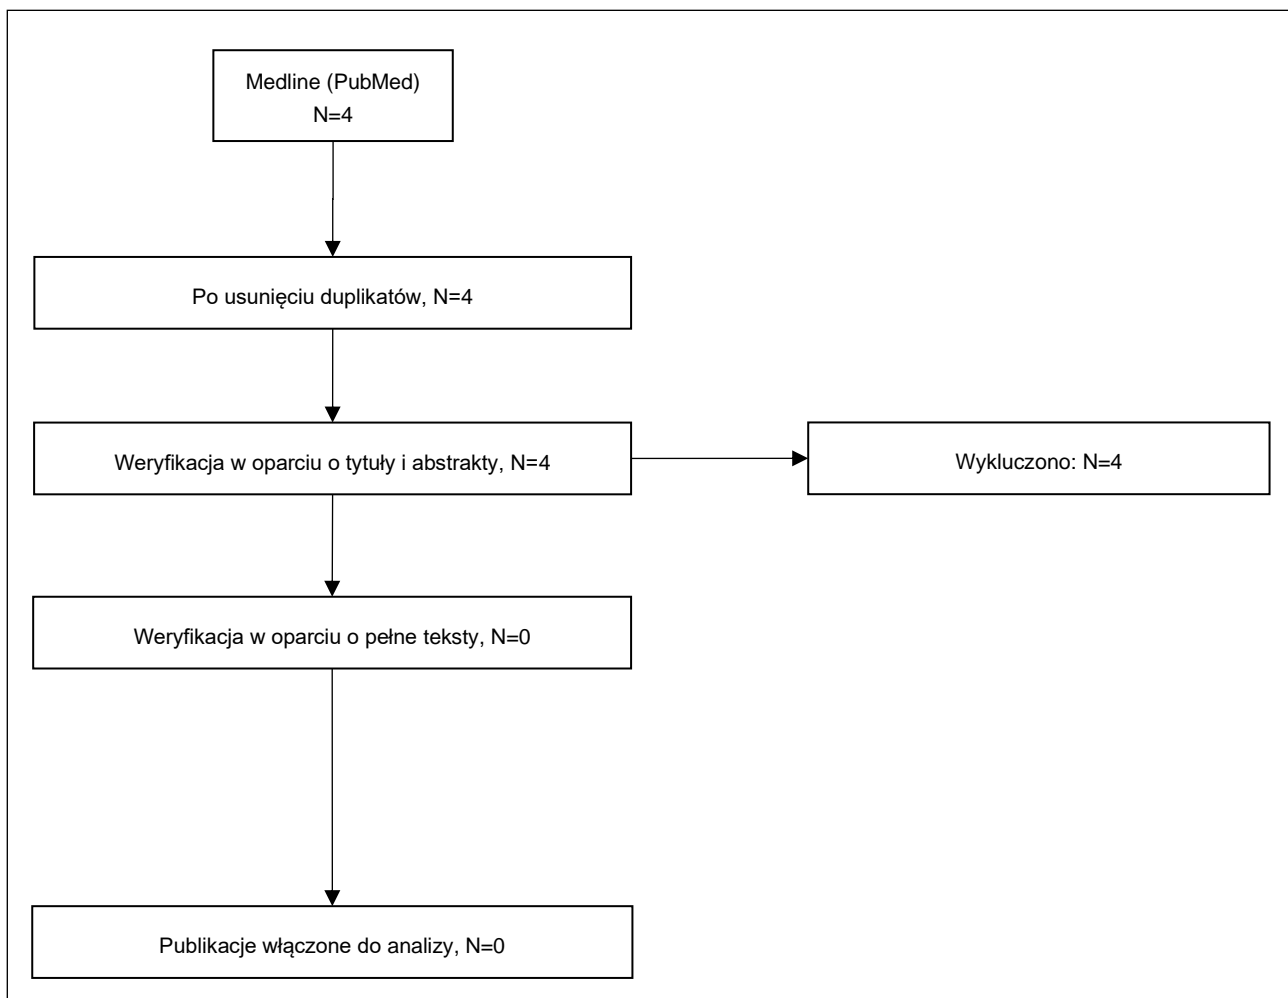 Medline (PubMed)
N=4
Po usunięciu duplikatów, N=4
Weryfikacja w oparciu o tytuły i abstrakty, N=4
Wykluczono: N=4
Weryfikacja w oparciu o pełne teksty, N=0
Publikacje włączone do analizy, N=0